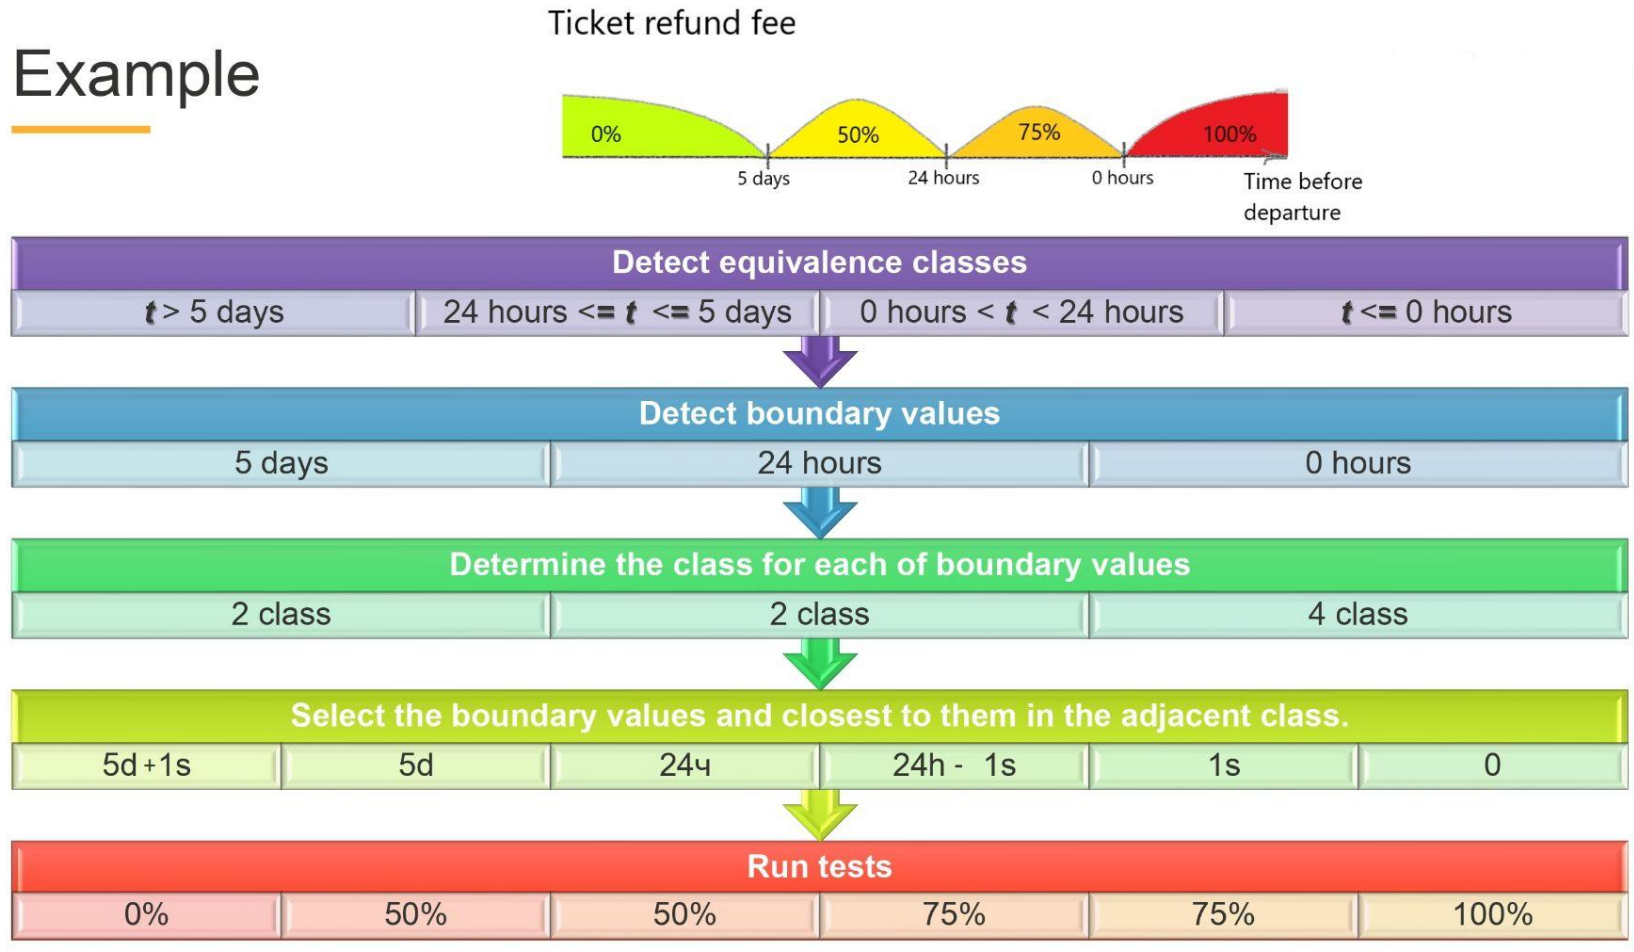 Ticket refund fee
Example
0% 50% 75% 100%
5 days 24 hours 0 hours Time before
departure
Detect equivalence classes
t > 5 days 24 hours <= t <= 5 days 0 hours < t < 24 hours t <= 0 hours
Detect boundary values
5 days 24 hours 0 hours
Determine the class for each of boundary values
2 class 2 class 4 class
Select the boundary values and closest to them in the adjacent class.
5d +1s 5d 24ч 24h - 1s 1s 0
Run tests
0% 50% 50% 75% 75% 100%